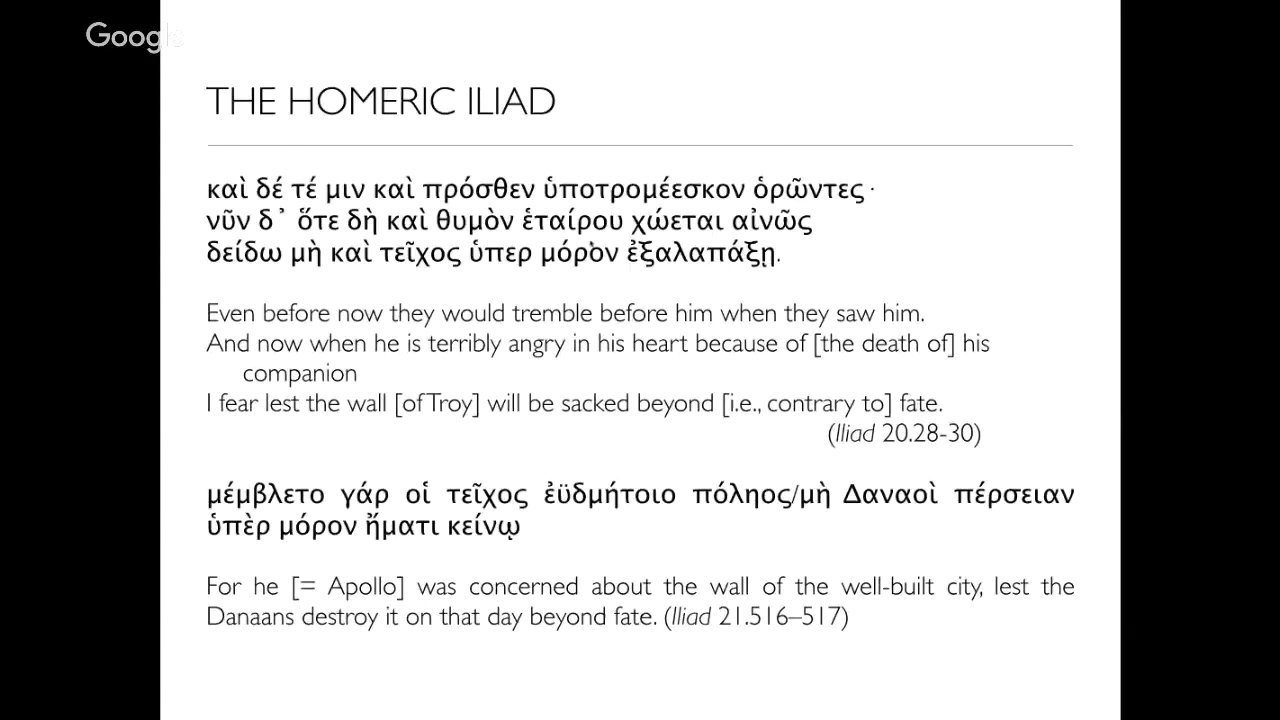 Google
THE HOMERIC ILIAD
καὶ δέ τέ μιν καὶ πρόσθεν ὑποτρομέεσκον ὁρῶντες ·
νῦν δ᾽ ὅτε δὴ καὶ θυμὸν ἑταίρου χώεται αἰνῶς
δείδω μὴ καὶ τεῖχος ὑπερ μόρον ἐξαλαπάξῃ.
Even before now they would tremble before him when they saw him.
And now when he is terribly angry in his heart because of [the death of] his
companion
I fear lest the wall [of Troy] will be sacked beyond [i.e., contrary to] fate.
(Iliad 20.28-30)
μέμβλετο γάρ οἱ τεῖχος ἐϋδμήτοιο πόληος/μὴ Δαναοὶ πέρσειαν
ὑπὲρ μόρον ἤματι κείνῳ
For he [= Apollo] was concerned about the wall of the well-built city, lest the
Danaans destroy it on that day beyond fate. (Iliad 21.516–517)